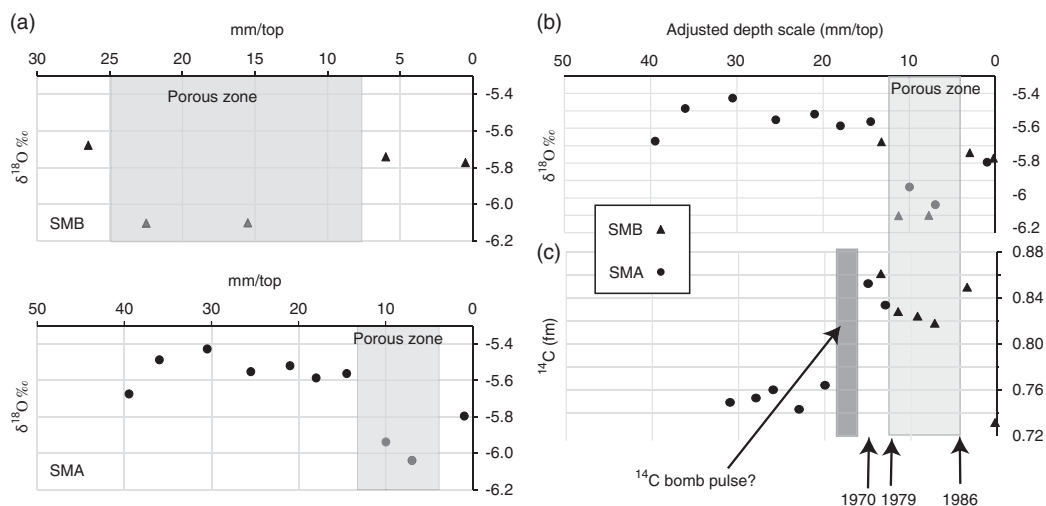 (a)
mm/top
30 25 20 15 10 5 0
Porous zone
-5.4
-5.6
-5.8
-6.0
-6.2
δ18O ‰
SMB
mm/top
50 40 30 20 10 0
Porous zone
-5.4
-5.6
-5.8
-6.0
-6.2
δ18O ‰
SMA
(b)
Adjusted depth scale (mm/top)
50 40 30 20 10 0
Porous zone
-5.4
-5.6
-5.8
-6
-6.2
δ18O ‰
SMB
SMA
(c)
0.88
0.84
0.80
0.76
0.72
14C (fm)
14C bomb pulse?
1970 1979 1986